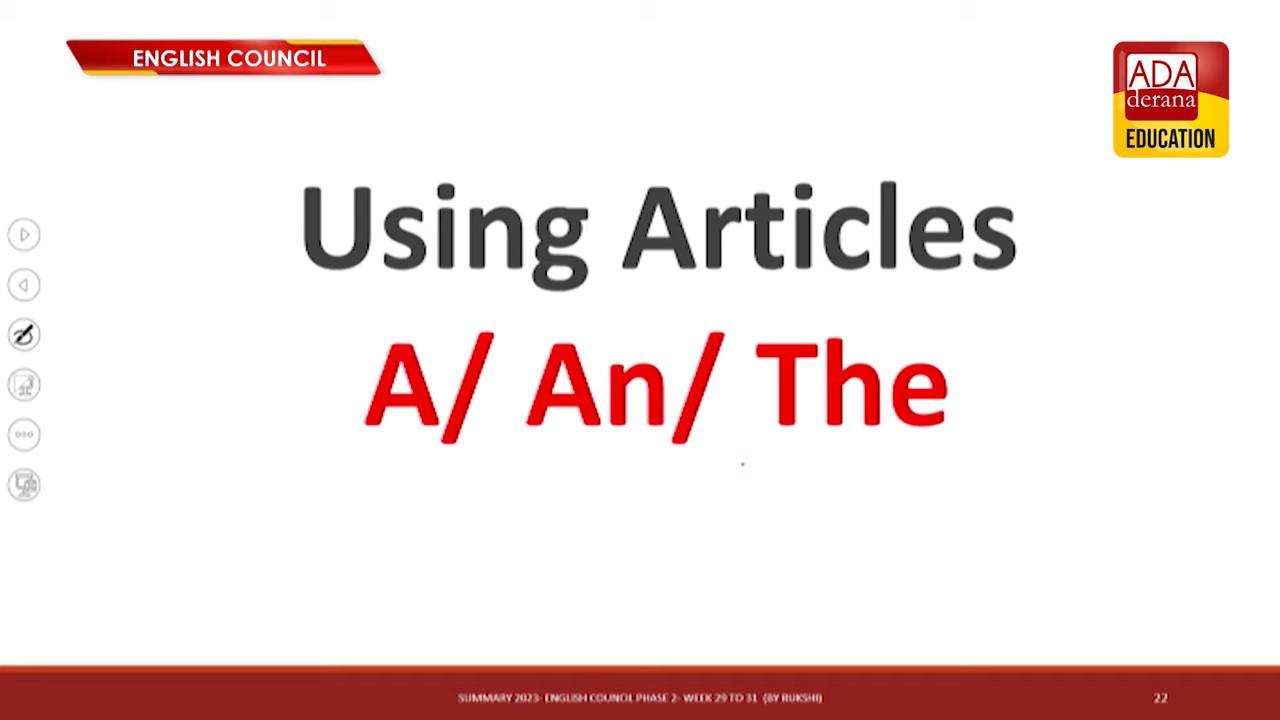 ENGLISH COUNCIL
ADA
derana
EDUCATION
Using Articles
A/ An/ The
SUMMARY 2023- ENGLISH COUNCIL PHASE 2- WEEK 29 TO 31 (BY RUKSHI)
22